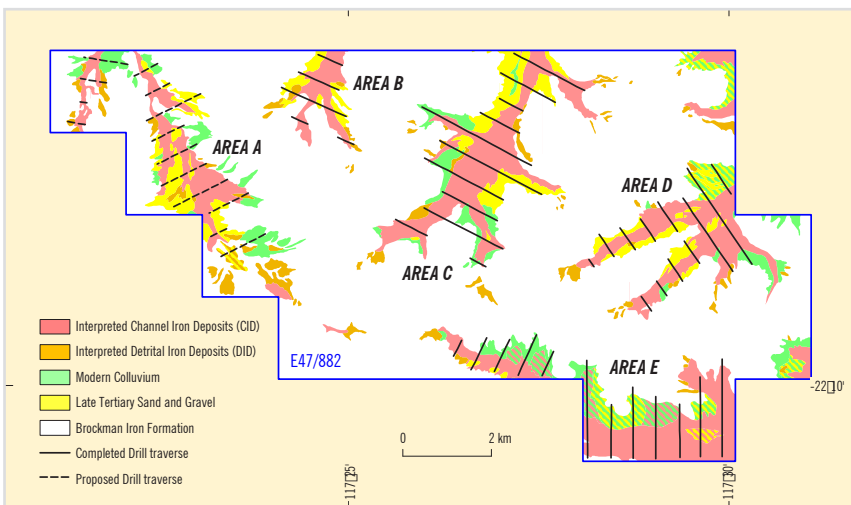 AREA B
AREA A
AREA D
AREA C
Interpreted Channel Iron Deposits (CID)
Interpreted Detrital Iron Deposits (DID)
Modern Colluvium
Late Tertiary Sand and Gravel
Brockman Iron Formation
Completed Drill traverse
Proposed Drill traverse
E47/882
AREA E
0 2 km
-22▯10'
117▯25'
117▯30'